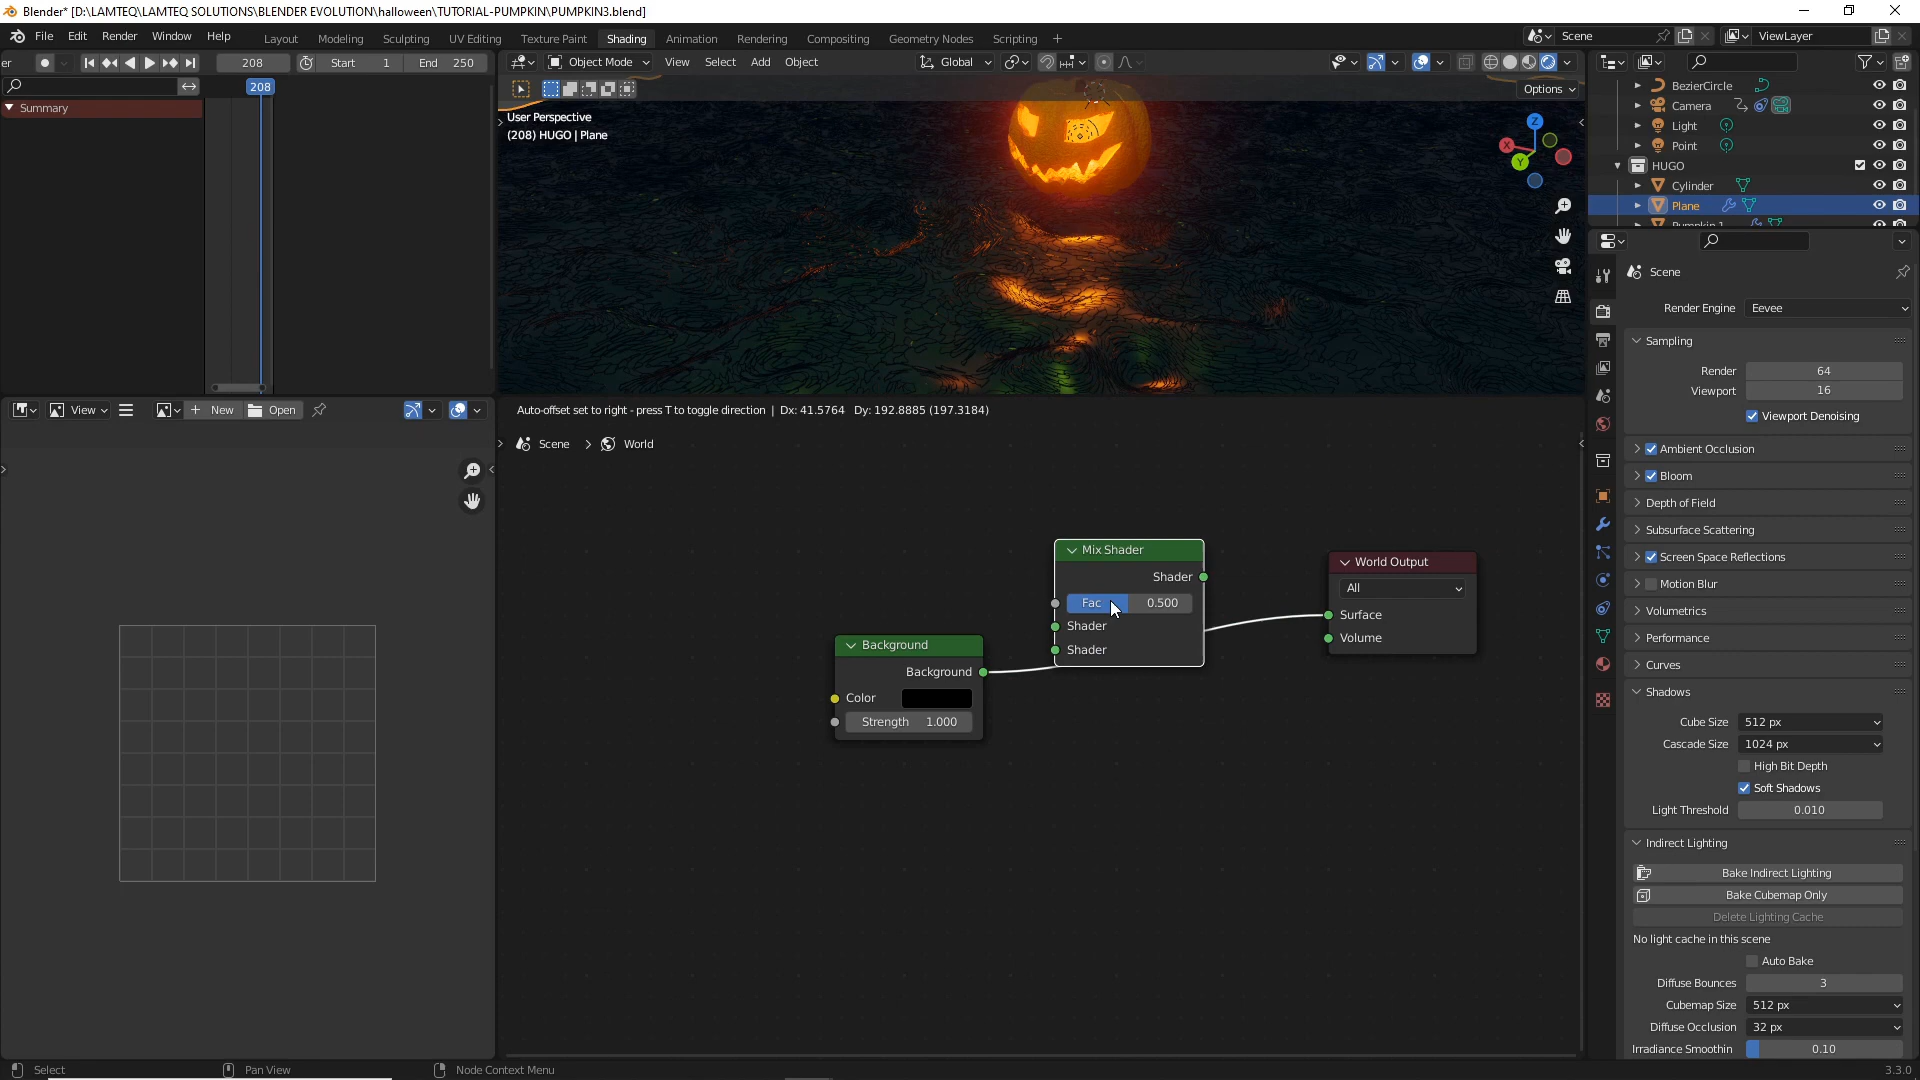 Blender* [D:\LAMTEQ\LAMTEQ SOLUTIONS\BLENDER EVOLUTION\halloween\TUTORIAL-PUMPKIN\PUMPKIN3.blend]
File Edit Render Window Help Layout Modeling Sculpting UV Editing Texture Paint Shading Animation Rendering Compositing Geometry Nodes Scripting + Scene ViewLayer
er 208 Start 1 End 250 Object Mode View Select Add Object Global
208 Options
Summary
User Perspective
(208) HUGO | Plane
Z
X
Y
BezierCircle
Camera
Light
Point
HUGO
Cylinder
Plane
Pumpkin 1
Scene
Render Engine Eevee
Sampling
Render 64
Viewport 16
Viewport Denoising
Ambient Occlusion
Bloom
Depth of Field
Subsurface Scattering
Screen Space Reflections
Motion Blur
Volumetrics
Performance
Curves
Shadows
Cube Size 512 px
Cascade Size 1024 px
High Bit Depth
Soft Shadows
Light Threshold 0.010
Indirect Lighting
Bake Indirect Lighting
Bake Cubemap Only
Delete Lighting Cache
No light cache in this scene
Auto Bake
Diffuse Bounces 3
Cubemap Size 512 px
Diffuse Occlusion 32 px
Irradiance Smoothin 0.10
View New Open
Auto-offset set to right - press T to toggle direction | Dx: 41.5764 Dy: 192.8885 (197.3184)
Scene > World
Mix Shader
Shader
Fac 0.500
Shader
Shader
Background
Background
Color
Strength 1.000
World Output
All
Surface
Volume
Select Pan View Node Context Menu 3.3.0